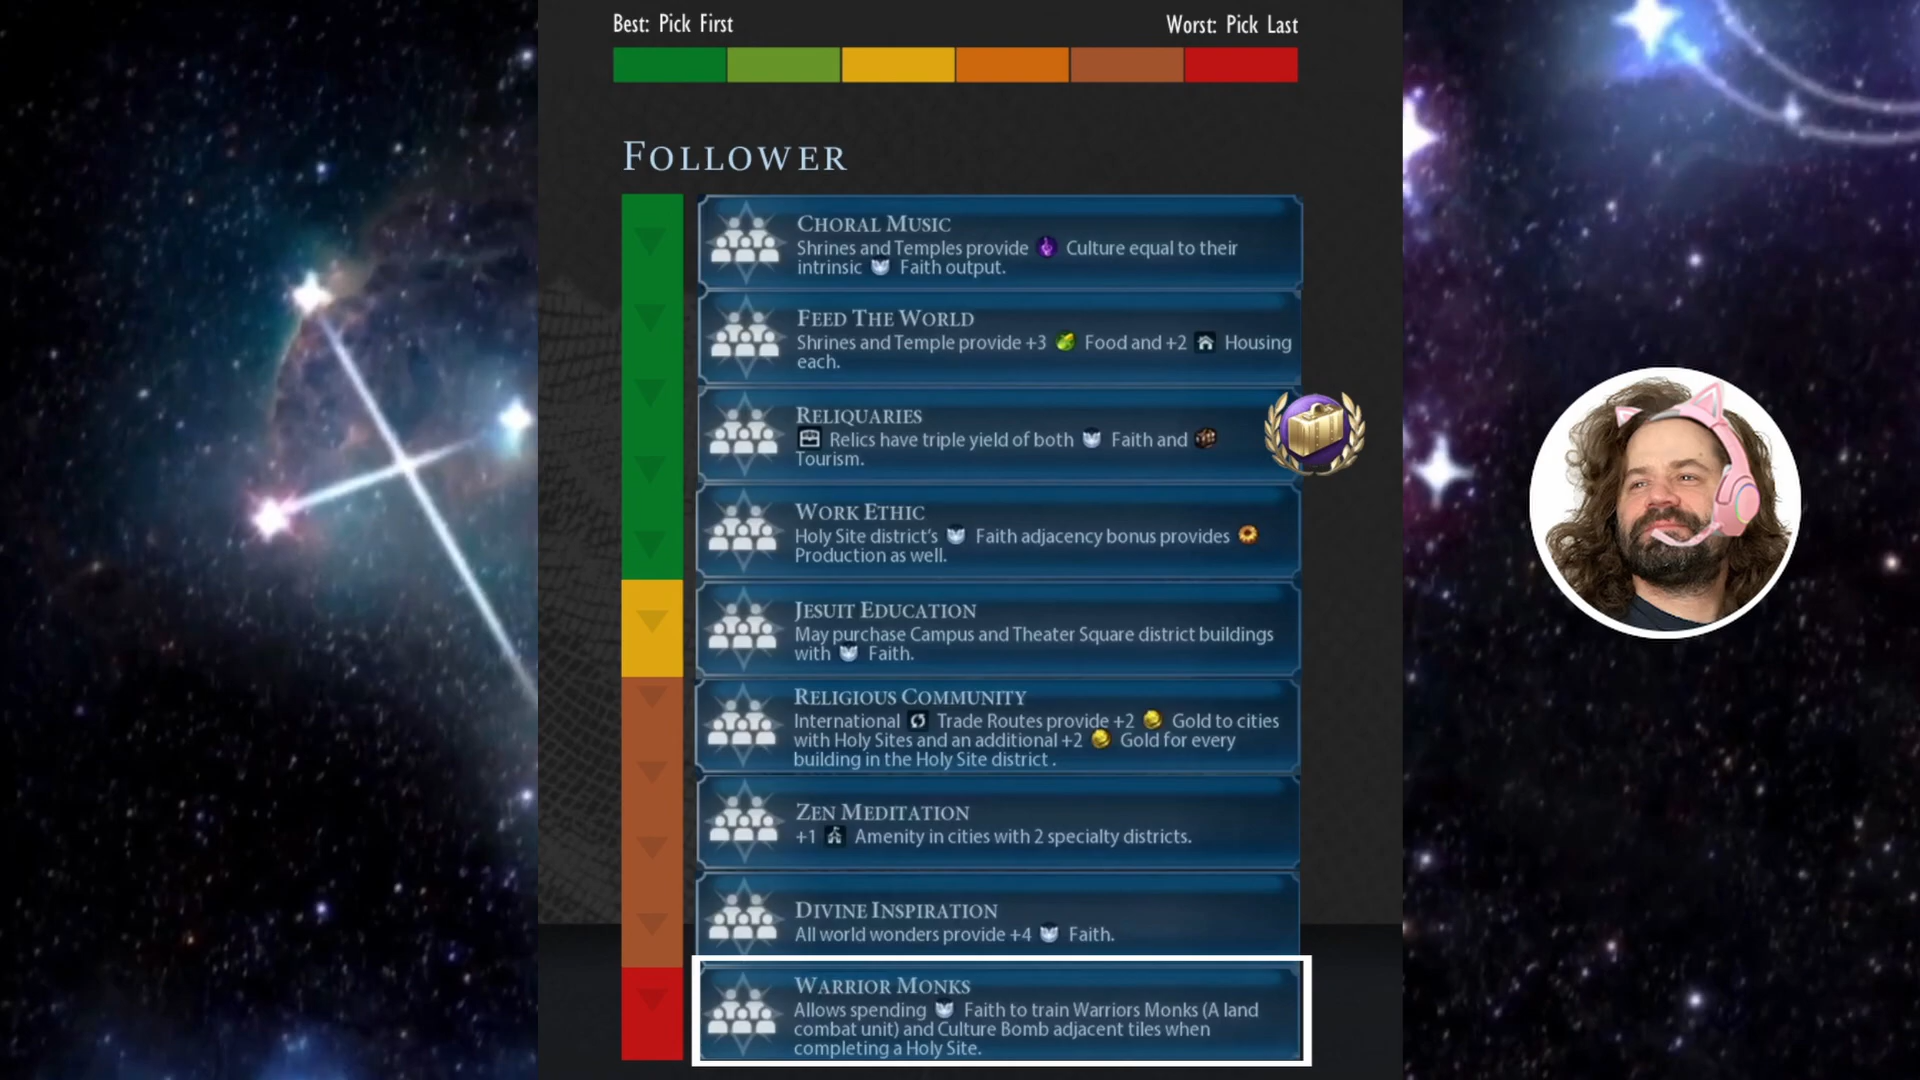 Best: Pick First
Worst: Pick Last
FOLLOWER
CHORAL MUSIC
Shrines and Temples provide Culture equal to their
intrinsic Faith output.
FEED THE WORLD
Shrines and Temple provide +3 Food and +2 Housing
each.
RELIQUARIES
Relics have triple yield of both Faith and
Tourism.
WORK ETHIC
Holy Site district's Faith adjacency bonus provides
Production as well.
JESUIT EDUCATION
May purchase Campus and Theater Square district buildings
with Faith.
RELIGIOUS COMMUNITY
International Trade Routes provide +2 Gold to cities
with Holy Sites and an additional +2 Gold for every
building in the Holy Site district .
ZEN MEDITATION
+1 Amenity in cities with 2 specialty districts.
DIVINE INSPIRATION
All world wonders provide +4 Faith.
WARRIOR MONKS
Allows spending Faith to train Warriors Monks (A land
combat unit) and Culture Bomb adjacent tiles when
completing a Holy Site.